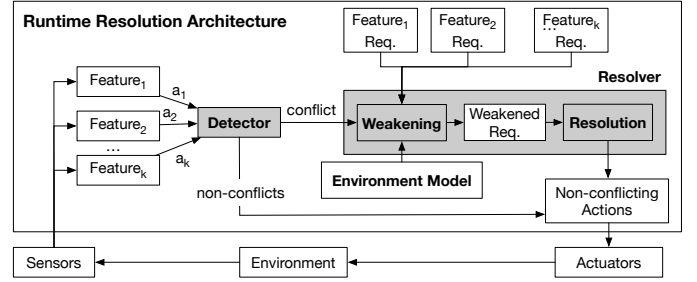 Runtime Resolution Architecture
Feature1
Req.
Feature2
Req.
...
Featurek
Req.
Resolver
Feature1
a1
Feature2
a2
...
Featurek
ak
Detector
conflict
non-conflicts
Weakening
Weakened
Req.
Resolution
Environment Model
Non-conflicting
Actions
Sensors
Environment
Actuators